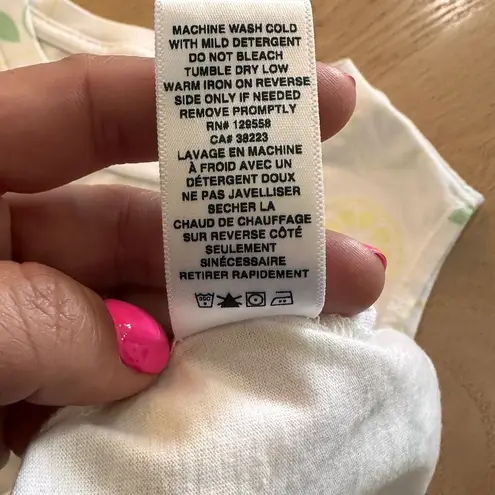 MACHINE WASH COLD
WITH MILD DETERGENT
DO NOT BLEACH
TUMBLE DRY LOW
WARM IRON ON REVERSE
SIDE ONLY IF NEEDED
REMOVE PROMPTLY
RN# 129558
CA# 38223
LAVAGE EN MACHINE
À FROID AVEC UN
DÉTERGENT DOUX
NE PAS JAVELLISER
SECHER LA
CHAUD DE CHAUFFAGE
SUR REVERSE CÔTÉ
SEULEMENT
SINÉCESSAIRE
RETIRER RAPIDEMENT